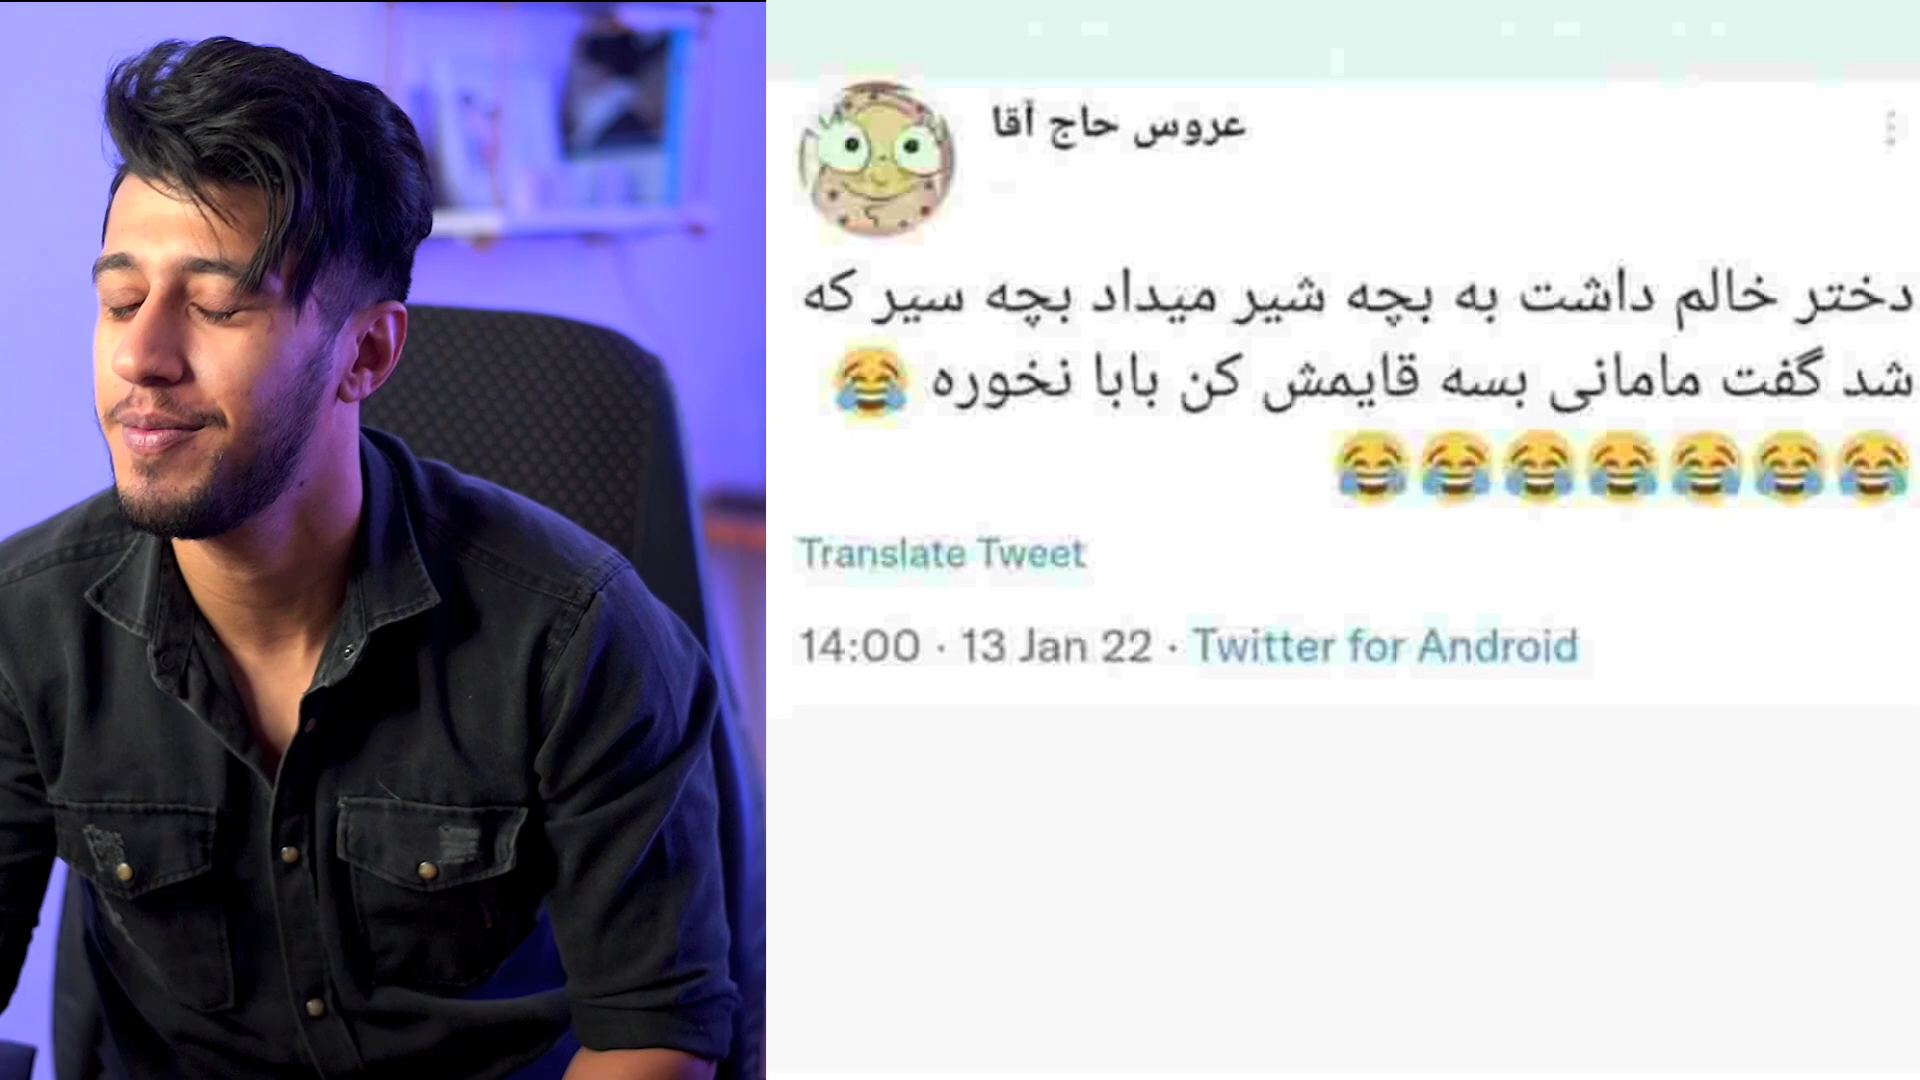 عروس حاج آقا
دختر خالم داشت به بچه شیر میداد بچه سیر که
شد گفت مامانی بسه قایمش کن بابا نخوره 😂
😂😂😂😂😂😂😂
Translate Tweet
14:00 · 13 Jan 22 · Twitter for Android